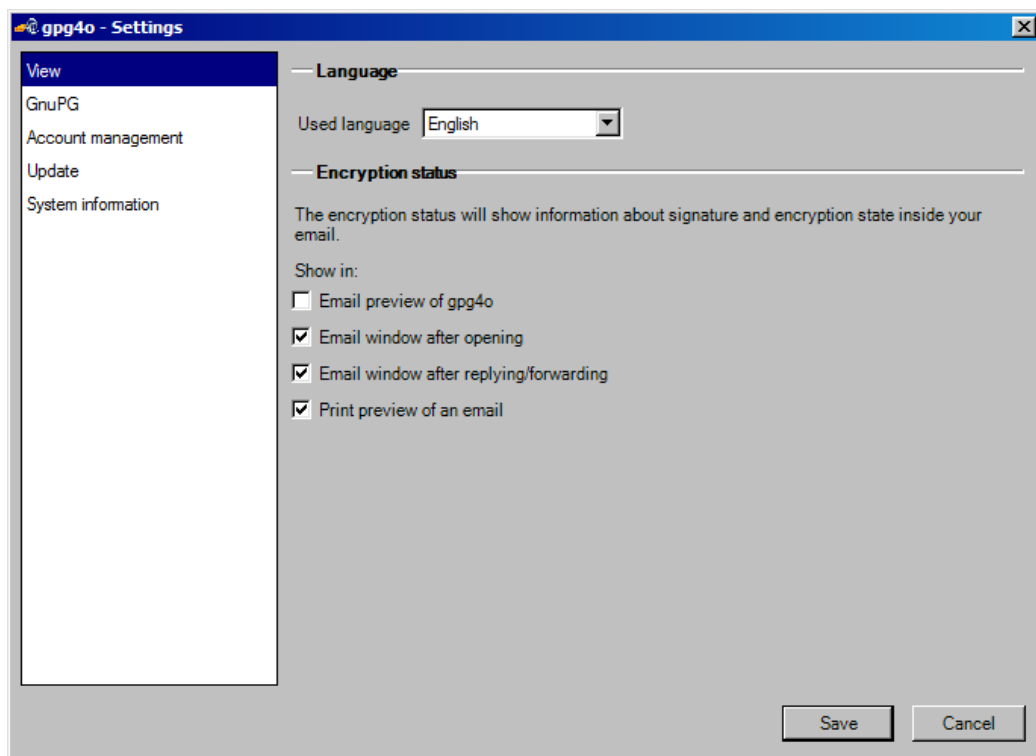 gpg4o - Settings
View
GnuPG
Account management
Update
System information
Language
Used language English
Encryption status
The encryption status will show information about signature and encryption state inside your
email.
Show in:
Email preview of gpg4o
Email window after opening
Email window after replying/forwarding
Print preview of an email
Save Cancel